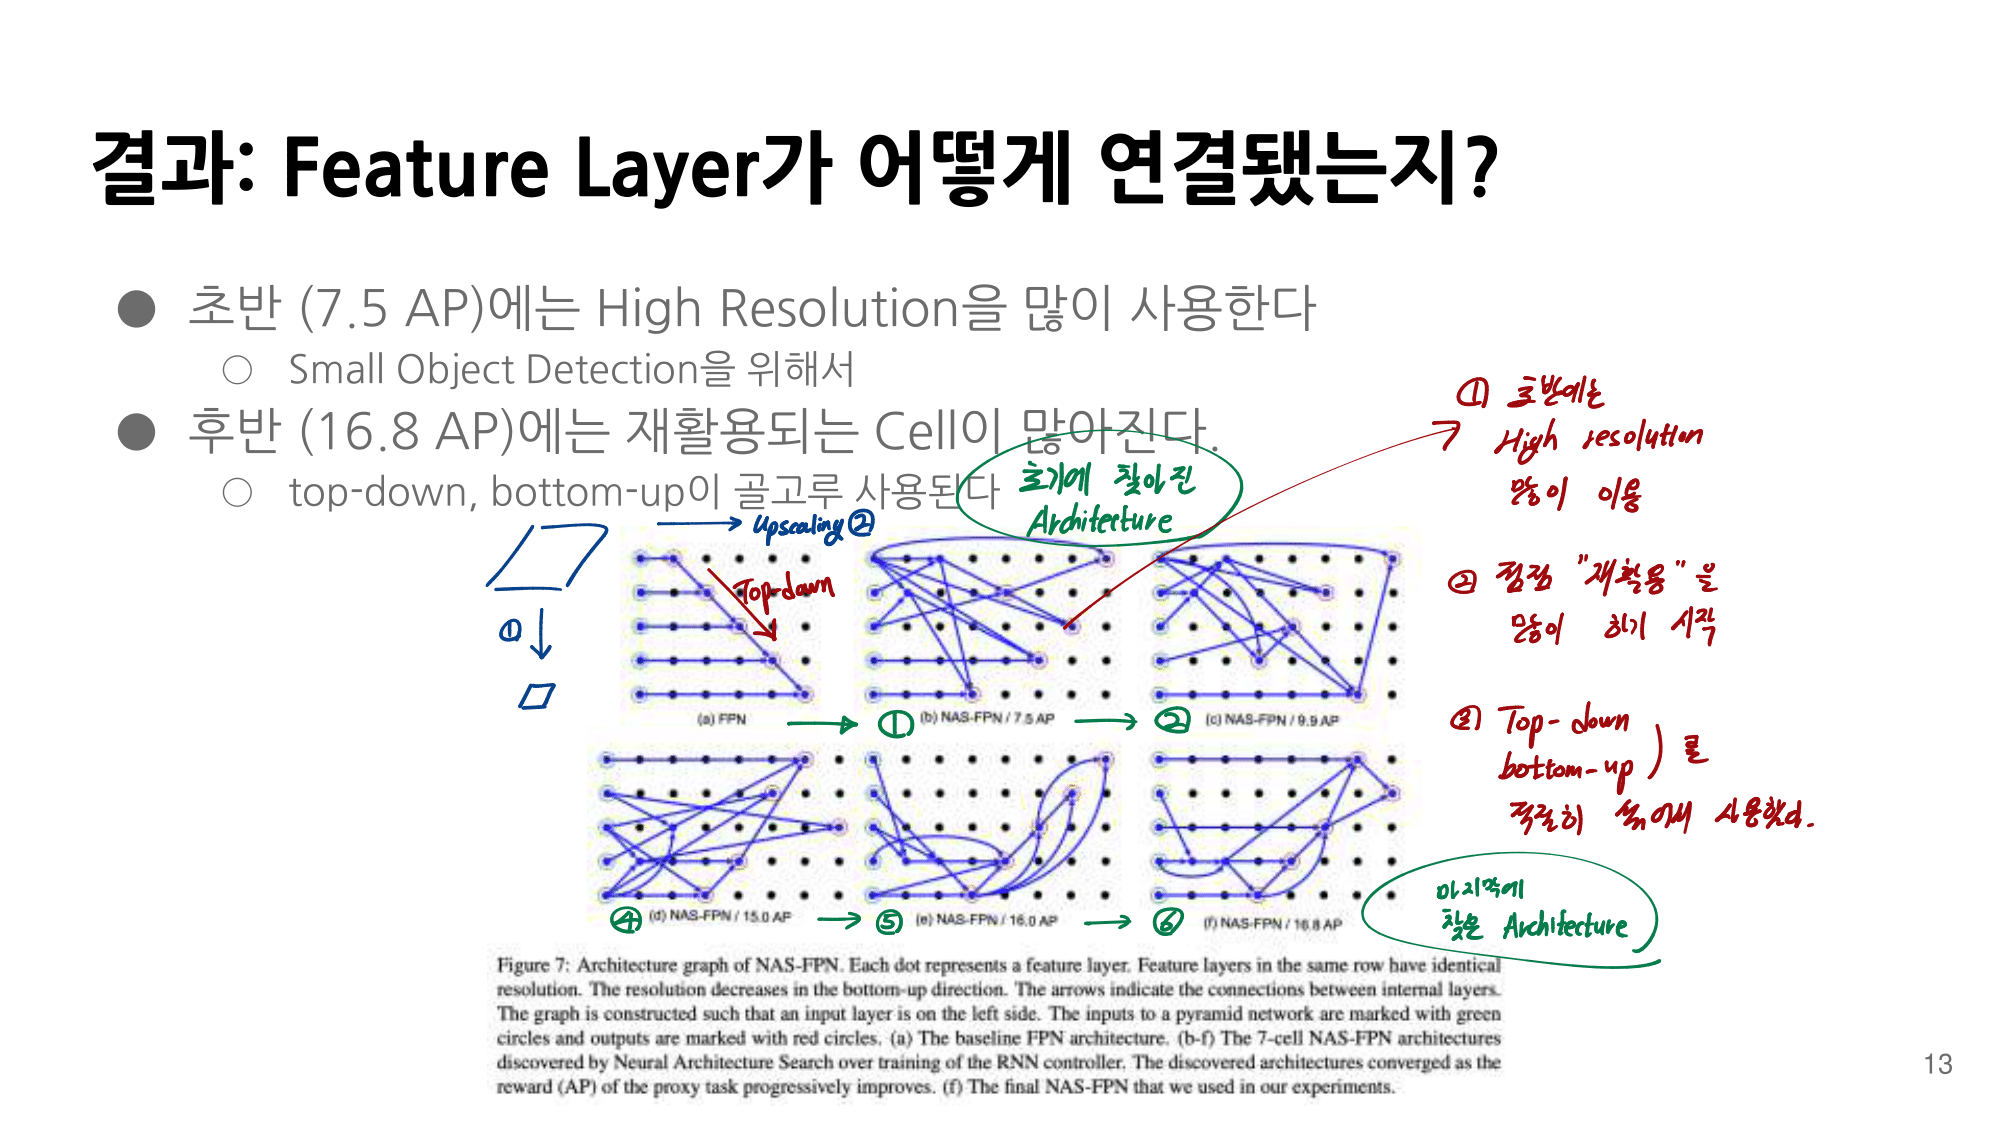 결과: Feature Layer가 어떻게 연결됐는지?
● 초반 (7.5 AP)에는 High Resolution을 많이 사용한다
○ Small Object Detection을 위해서
● 후반 (16.8 AP)에는 재활용되는 Cell이 많아진다.
○ top-down, bottom-up이 골고루 사용된다
초기에 찾아진
Architecture
① 초반에는
High resolution
많이 이용
② 점점 "재활용"을
많이 하기 시작
③ Top-down
bottom-up ) 를
적절히 섞어서 사용했다.
Upscaling ②
Top-down
①
(a) FPN
① (b) NAS-FPN / 7.5 AP
② (c) NAS-FPN / 9.9 AP
④ (d) NAS-FPN / 15.0 AP
⑤ (e) NAS-FPN / 16.0 AP
⑥ (f) NAS-FPN / 16.8 AP
마지막에
찾은 Architecture
Figure 7: Architecture graph of NAS-FPN. Each dot represents a feature layer. Feature layers in the same row have identical
resolution. The resolution decreases in the bottom-up direction. The arrows indicate the connections between internal layers.
The graph is constructed such that an input layer is on the left side. The inputs to a pyramid network are marked with green
circles and outputs are marked with red circles. (a) The baseline FPN architecture. (b-f) The 7-cell NAS-FPN architectures
discovered by Neural Architecture Search over training of the RNN controller. The discovered architectures converged as the
reward (AP) of the proxy task progressively improves. (f) The final NAS-FPN that we used in our experiments.
13